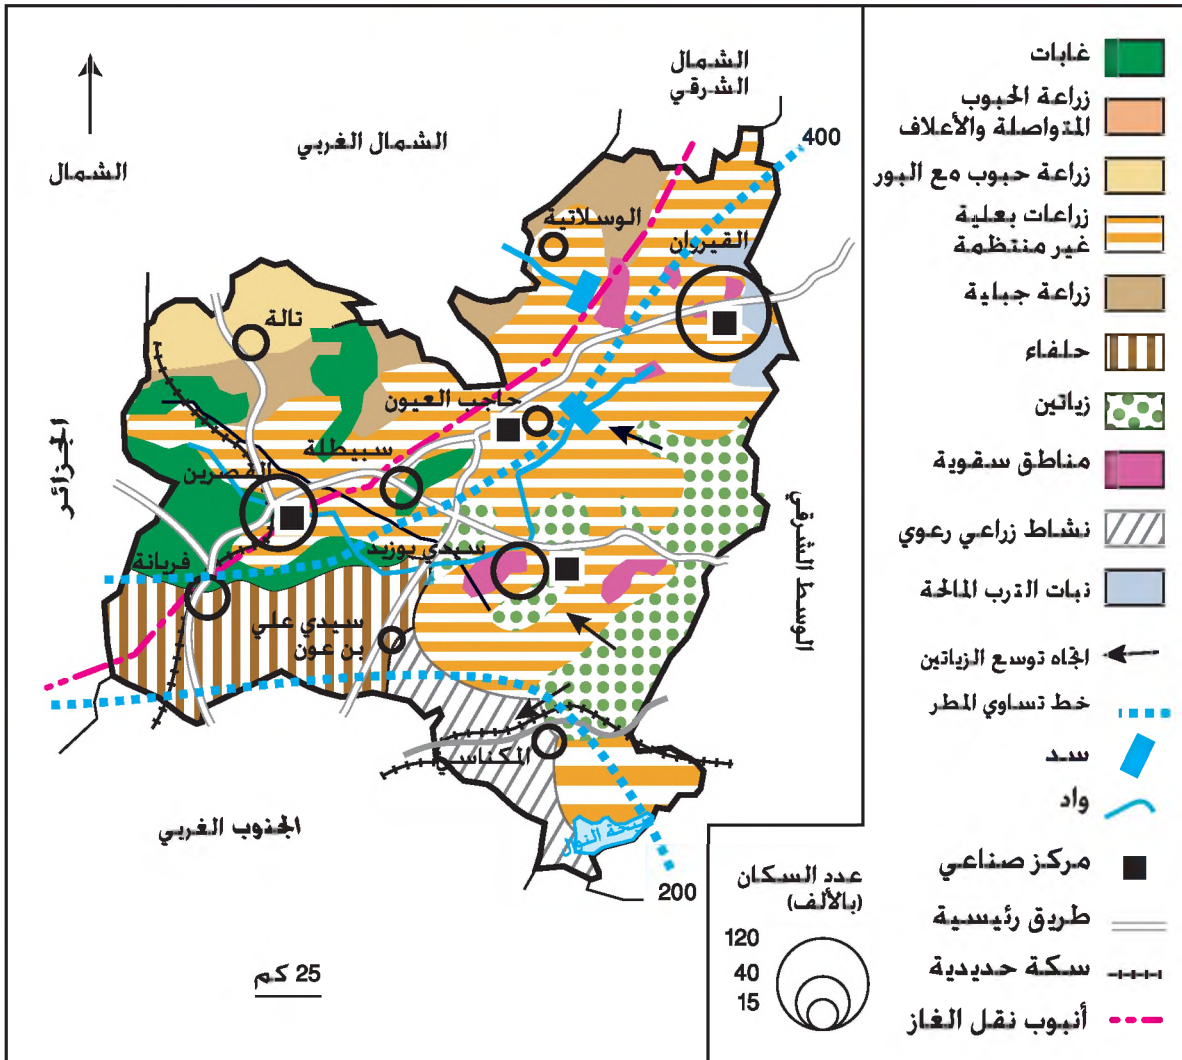 الشمال
الشرقي
الشمال الغربي
الشمال
400
الوسلاتية
القيروان
تالة
حاجب العيون
سبيطلة
القصرين
الجزائر
سيدي بوزيد
فريانة
سيدي علي
بن عون
الوسط الشرقي
المكناسي
سبخة النوال
الجنوب الغربي
200
25 كم
غابات
زراعة الحبوب
المتواصلة والأعلاف
زراعة حبوب مع البور
زراعات بعلية
غير منتظمة
زراعة جبلية
حلفاء
زياتين
مناطق سقوية
نشاط زراعي رعوي
نبات الترب المالحة
اتجاه توسع الزياتين
خط تساوي المطر
سد
واد
مركز صناعي
طريق رئيسية
سكة حديدية
أنبوب نقل الغاز
عدد السكان
(بالألف)
120
40
15